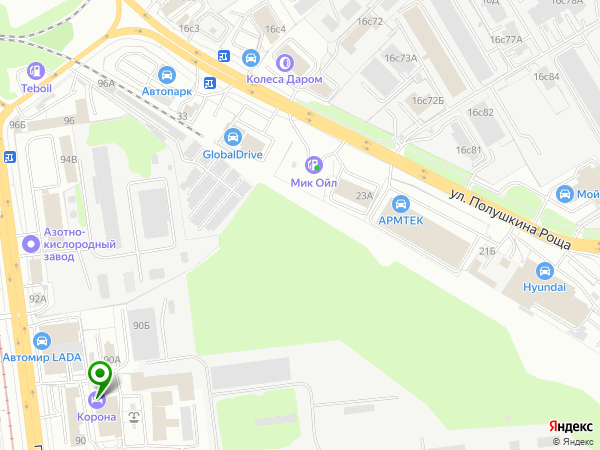 16с3
16с4
16с72
16Д
16с78А
16с77А
16с73А
16с84
Teboil
96А
Автопарк
Колеса Даром
16с72Б
16с82
33
96Б
96
94В
GlobalDrive
16с81
Мик Ойл
23А
АРМТЕК
ул. Полушкина Роща
Мой
Азотно-
кислородный
завод
21Б
Hyundai
92А
90Б
Автомир LADA
90А
Корона
90
П
Яндекс
© Яндекс